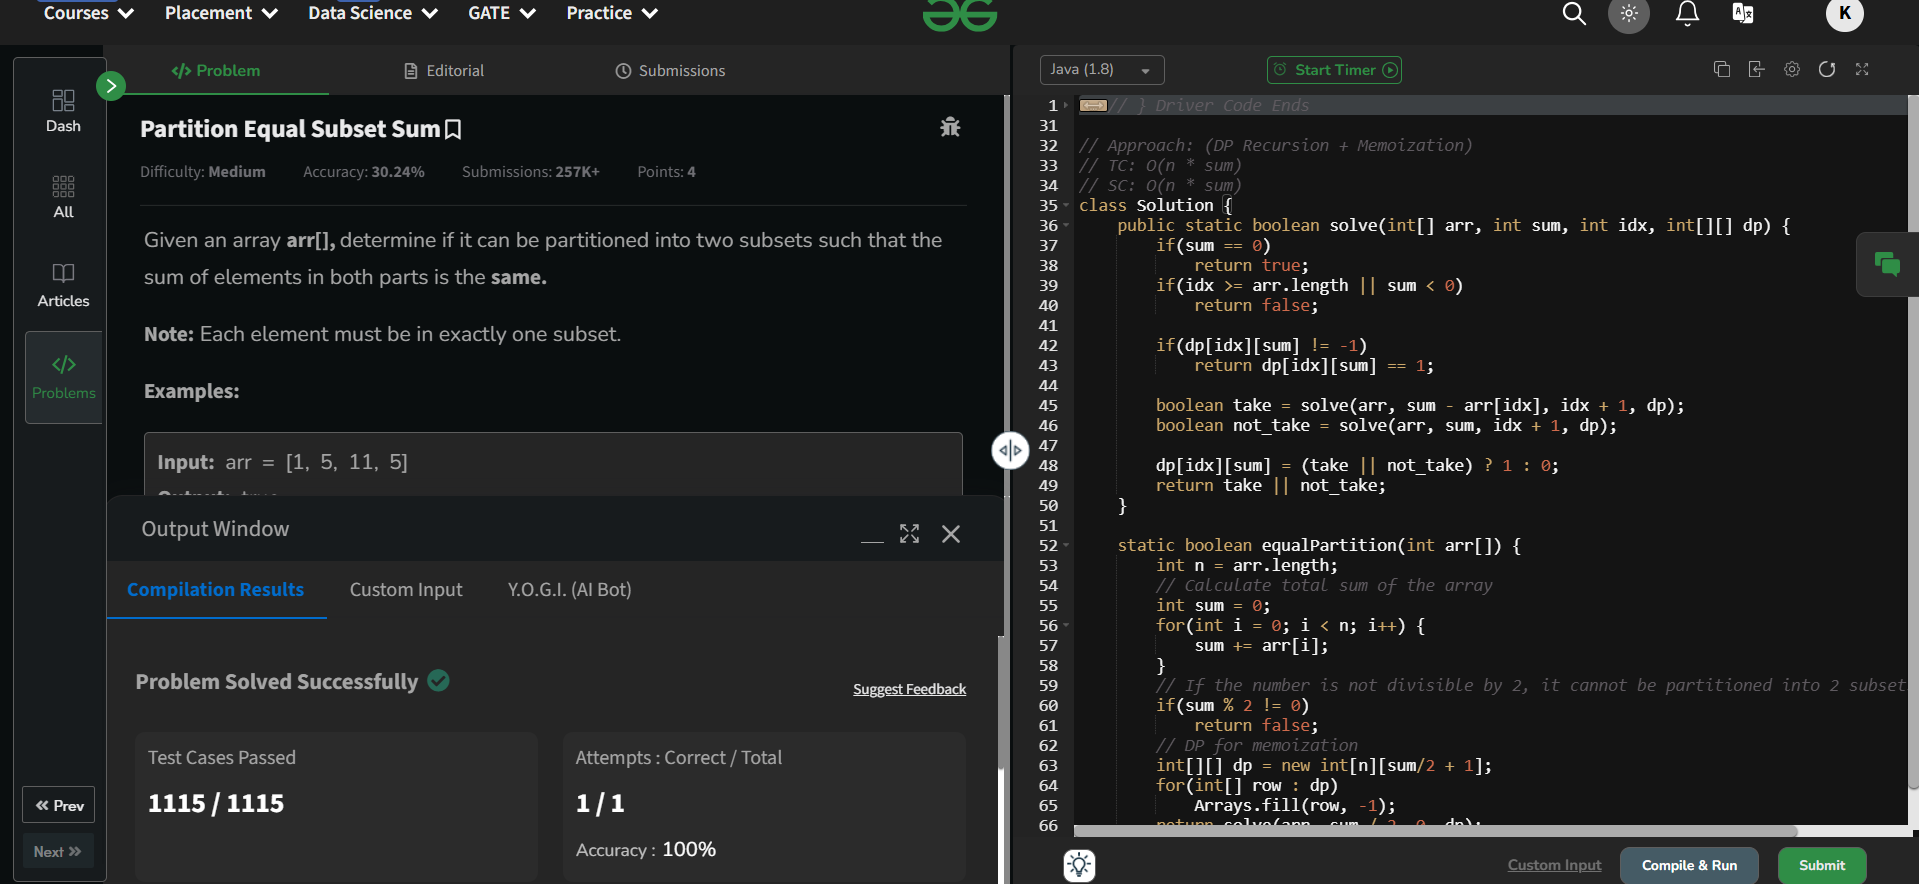 Courses
Placement
Data Science
GATE
Practice
K
Dash
All
Articles
Problems
Prev
Next
Problem
Editorial
Submissions
Partition Equal Subset Sum
Difficulty: Medium Accuracy: 30.24% Submissions: 257K+ Points: 4
Given an array arr[], determine if it can be partitioned into two subsets such that the
sum of elements in both parts is the same.
Note: Each element must be in exactly one subset.
Examples:
Input: arr = [1, 5, 11, 5]
Output: true
Output Window
Compilation Results
Custom Input
Y.O.G.I. (AI Bot)
Problem Solved Successfully
Suggest Feedback
Test Cases Passed
1115 / 1115
Attempts : Correct / Total
1 / 1
Accuracy : 100%
Java (1.8)
Start Timer
1 // } Driver Code Ends
31
32 // Approach: (DP Recursion + Memoization)
33 // TC: O(n * sum)
34 // SC: O(n * sum)
35 class Solution {
36 public static boolean solve(int[] arr, int sum, int idx, int[][] dp) {
37 if(sum == 0)
38 return true;
39 if(idx >= arr.length || sum < 0)
40 return false;
41
42 if(dp[idx][sum] != -1)
43 return dp[idx][sum] == 1;
44
45 boolean take = solve(arr, sum - arr[idx], idx + 1, dp);
46 boolean not_take = solve(arr, sum, idx + 1, dp);
47
48 dp[idx][sum] = (take || not_take) ? 1 : 0;
49 return take || not_take;
50 }
51
52 static boolean equalPartition(int arr[]) {
53 int n = arr.length;
54 // Calculate total sum of the array
55 int sum = 0;
56 for(int i = 0; i < n; i++) {
57 sum += arr[i];
58 }
59 // If the number is not divisible by 2, it cannot be partitioned into 2 subset
60 if(sum % 2 != 0)
61 return false;
62 // DP for memoization
63 int[][] dp = new int[n][sum/2 + 1];
64 for(int[] row : dp)
65 Arrays.fill(row, -1);
66 return solve(arr, sum / 2, 0, dp);
Custom Input
Compile & Run
Submit